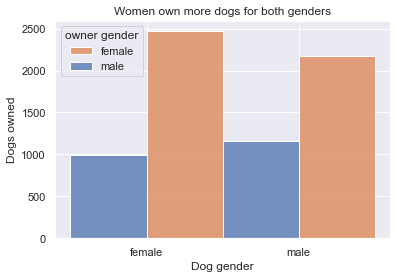 Women own more dogs for both genders
owner gender
female
male
2500
2000
1500
1000
500
0
Dogs owned
female
male
Dog gender